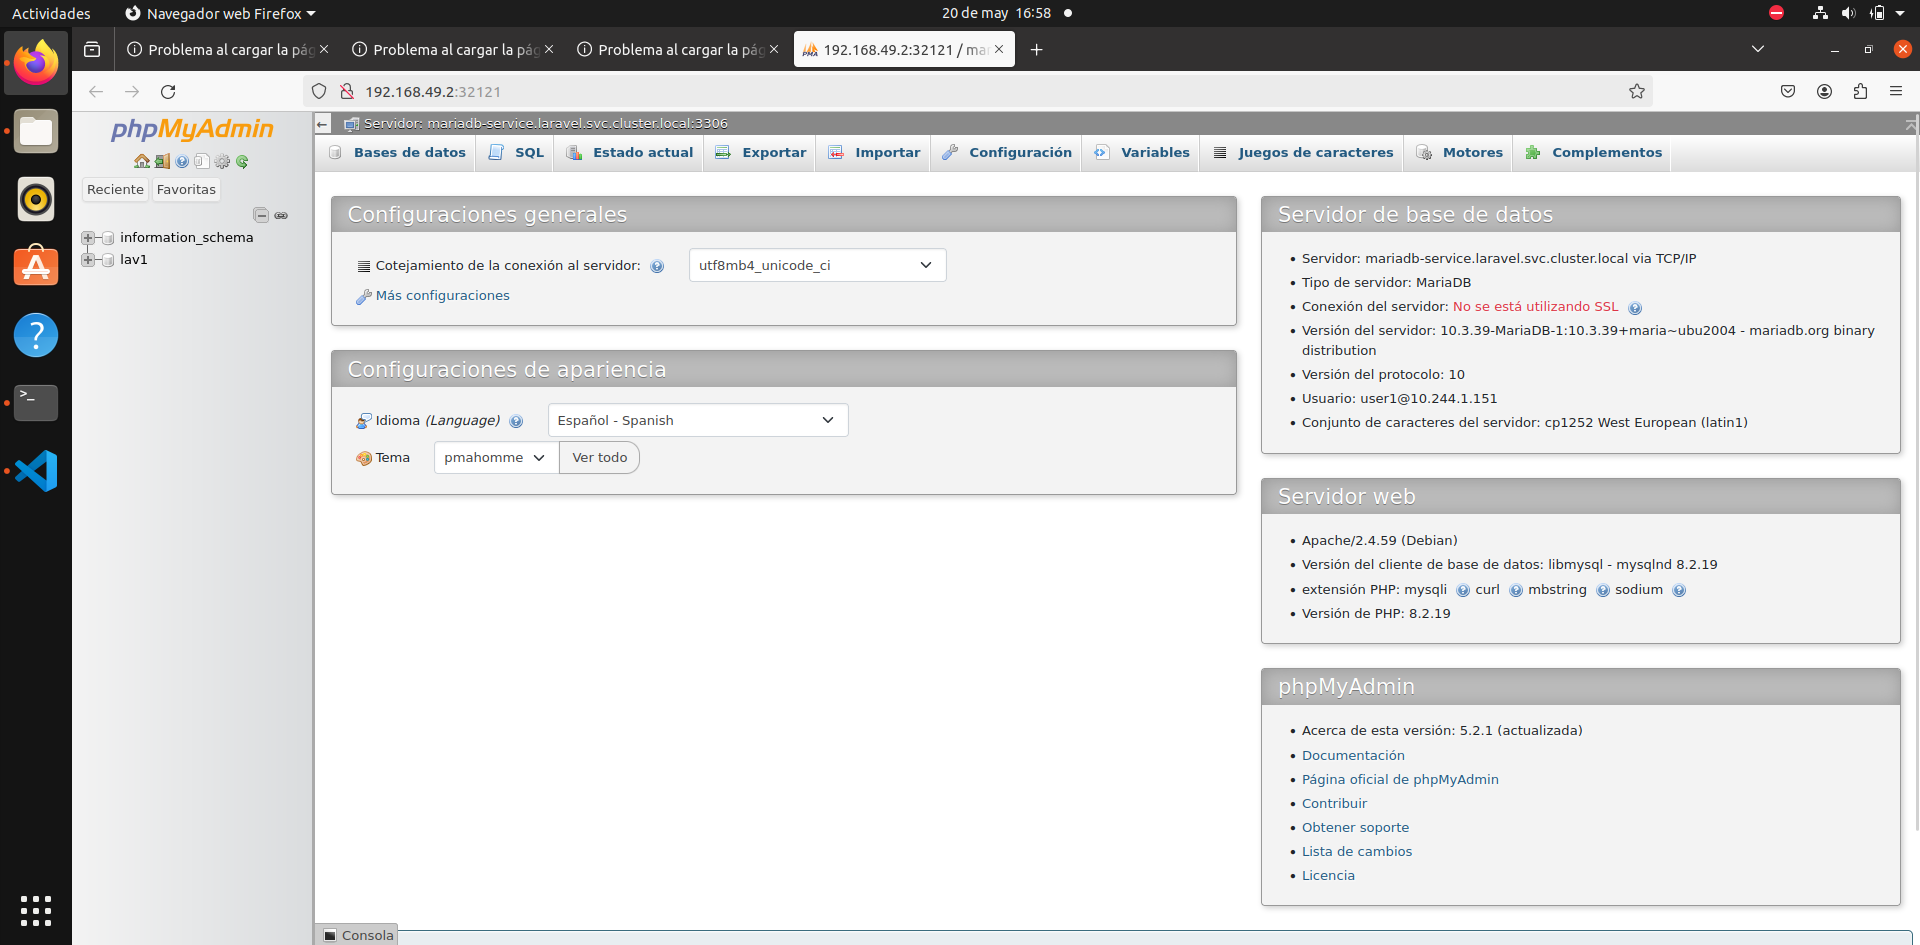 Actividades
Navegador web Firefox
20 de may 16:58
Problema al cargar la pág
Problema al cargar la pág
Problema al cargar la pág
PMA
192.168.49.2:32121 / mar
192.168.49.2:32121
phpMyAdmin
Reciente
Favoritas
information_schema
lav1
Servidor: mariadb-service.laravel.svc.cluster.local:3306
Bases de datos
SQL
Estado actual
Exportar
Importar
Configuración
Variables
Juegos de caracteres
Motores
Complementos
Configuraciones generales
Cotejamiento de la conexión al servidor:
utf8mb4_unicode_ci
Más configuraciones
Configuraciones de apariencia
Idioma (Language)
Español - Spanish
Tema
pmahomme
Ver todo
Servidor de base de datos
Servidor: mariadb-service.laravel.svc.cluster.local via TCP/IP
Tipo de servidor: MariaDB
Conexión del servidor: No se está utilizando SSL
Versión del servidor: 10.3.39-MariaDB-1:10.3.39+maria~ubu2004 - mariadb.org binary
distribution
Versión del protocolo: 10
Usuario: user1@10.244.1.151
Conjunto de caracteres del servidor: cp1252 West European (latin1)
Servidor web
Apache/2.4.59 (Debian)
Versión del cliente de base de datos: libmysql - mysqlnd 8.2.19
extensión PHP: mysqli curl mbstring sodium
Versión de PHP: 8.2.19
phpMyAdmin
Acerca de esta versión: 5.2.1 (actualizada)
Documentación
Página oficial de phpMyAdmin
Contribuir
Obtener soporte
Lista de cambios
Licencia
Consola